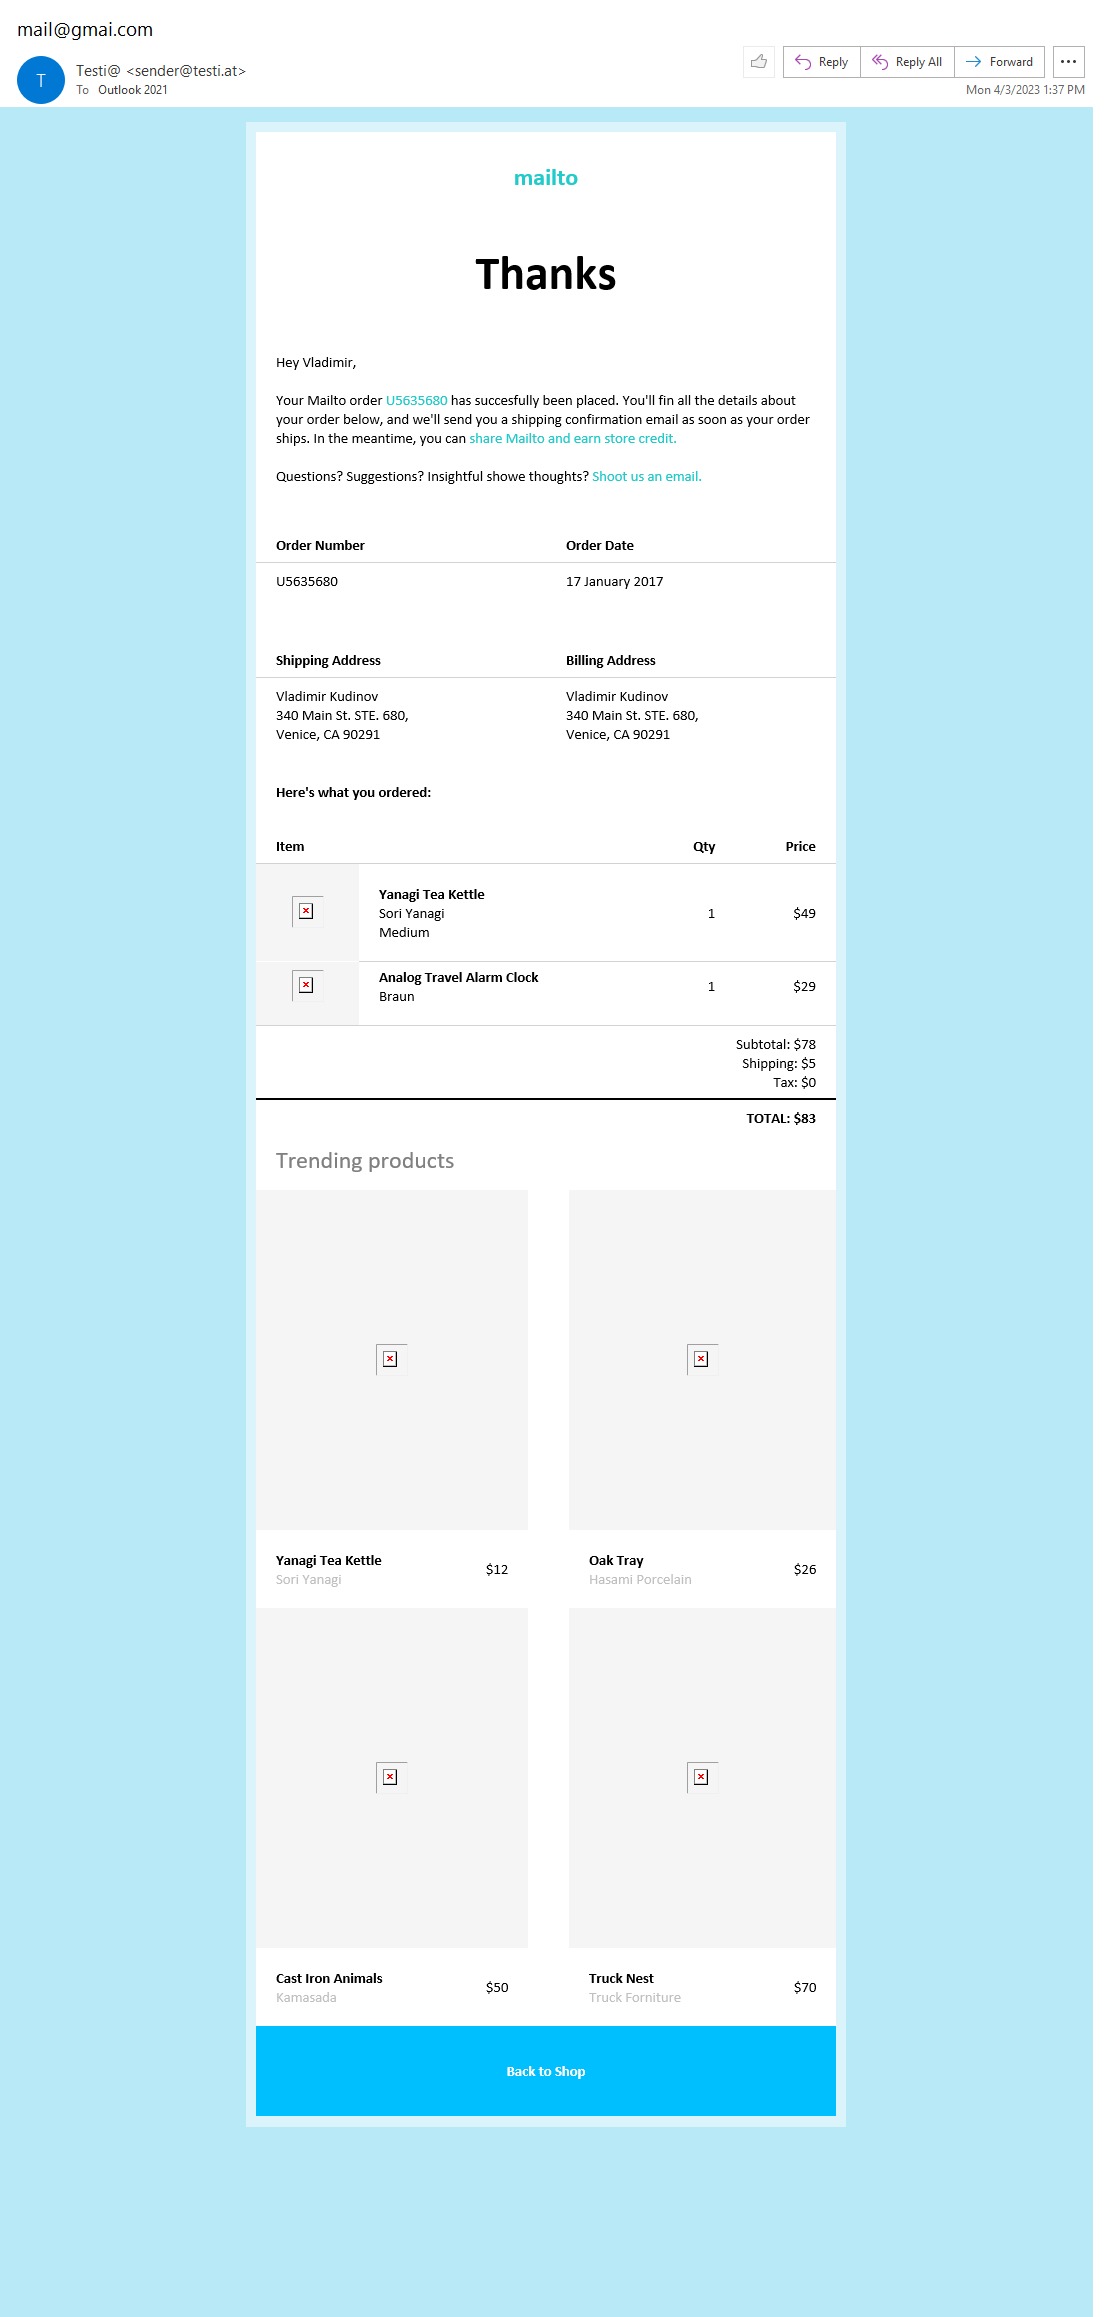 mail@gmai.com
T
Testi@ <sender@testi.at>
To Outlook 2021
Reply
Reply All
Forward
Mon 4/3/2023 1:37 PM
mailto
Thanks
Hey Vladimir,
Your Mailto order U5635680 has succesfully been placed. You'll fin all the details about
your order below, and we'll send you a shipping confirmation email as soon as your order
ships. In the meantime, you can share Mailto and earn store credit.
Questions? Suggestions? Insightful showe thoughts? Shoot us an email.
Order Number Order Date
U5635680 17 January 2017
Shipping Address Billing Address
Vladimir Kudinov Vladimir Kudinov
340 Main St. STE. 680, 340 Main St. STE. 680,
Venice, CA 90291 Venice, CA 90291
Here's what you ordered:
Item Qty Price
Yanagi Tea Kettle
Sori Yanagi 1 $49
Medium
Analog Travel Alarm Clock
Braun
1 $29
Subtotal: $78
Shipping: $5
Tax: $0
TOTAL: $83
Trending products
Yanagi Tea Kettle
Sori Yanagi
$12
Oak Tray
Hasami Porcelain
$26
Cast Iron Animals
Kamasada
$50
Truck Nest
Truck Forniture
$70
Back to Shop